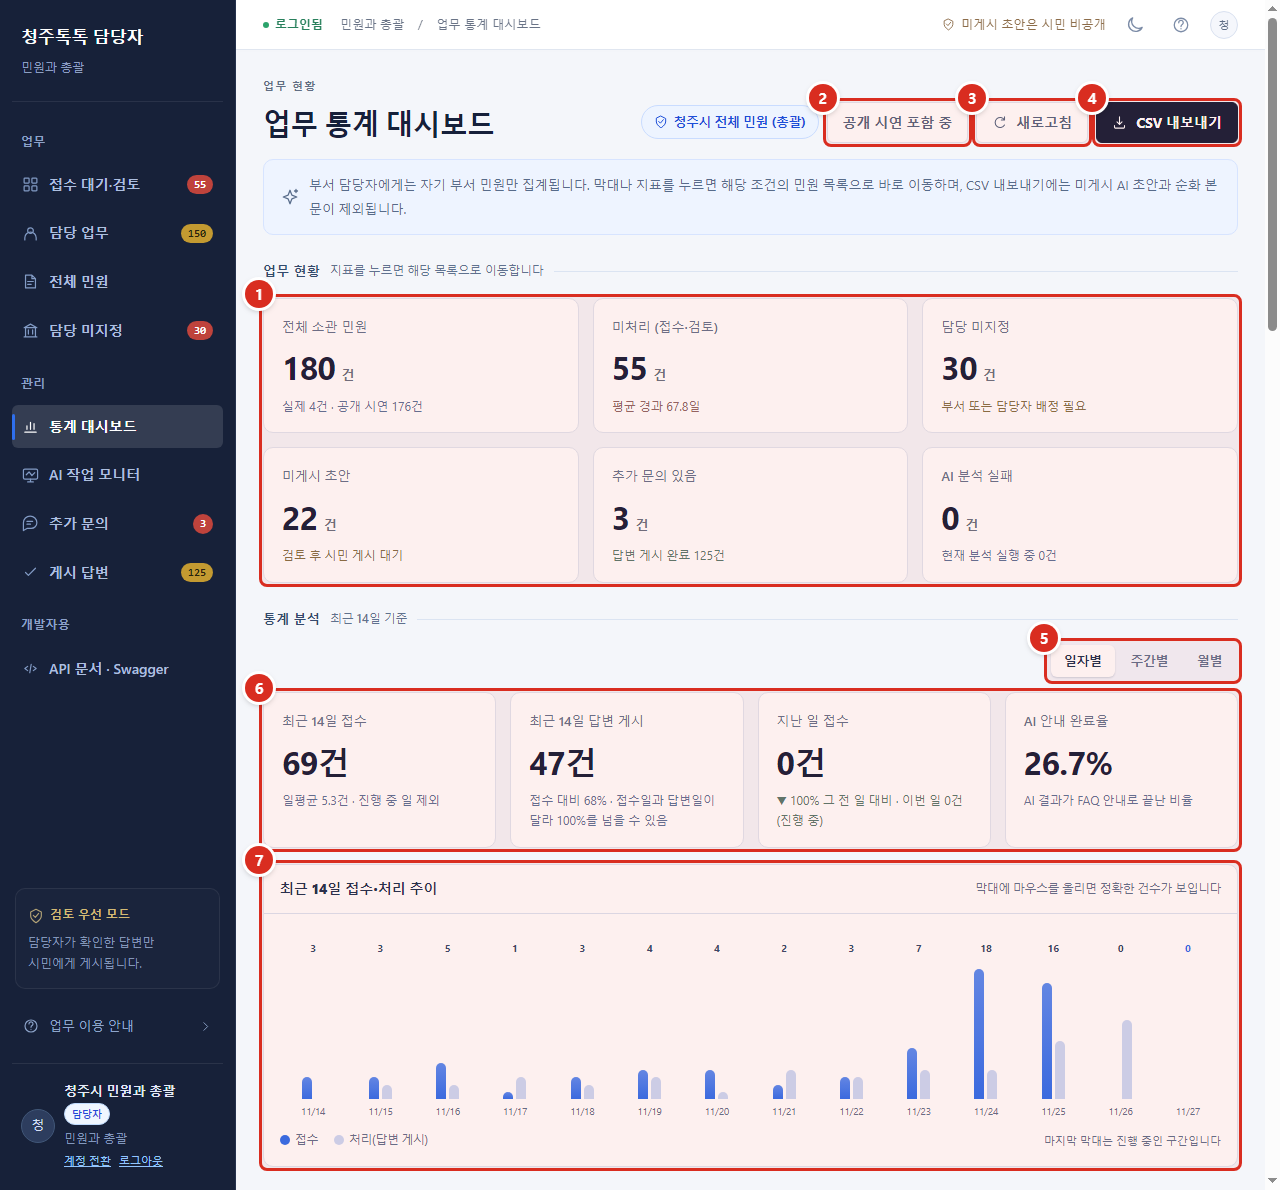 청주톡톡 담당자
민원과 총괄
업무
접수 대기·검토 55
담당 업무 150
전체 민원
담당 미지정 30
관리
통계 대시보드
AI 작업 모니터
추가 문의 3
게시 답변 125
개발자용
API 문서 · Swagger
검토 우선 모드
담당자가 확인한 답변만
시민에게 게시됩니다.
업무 이용 안내
청 청주시 민원과 총괄
담당자
민원과 총괄
계정 전환 로그아웃
로그인됨 민원과 총괄 / 업무 통계 대시보드 미게시 초안은 시민 비공개 청
업무 현황
업무 통계 대시보드 청주시 전체 민원 (총괄) 2 공개 시연 포함 중 3 새로고침 4 CSV 내보내기
부서 담당자에게는 자기 부서 민원만 집계됩니다. 막대나 지표를 누르면 해당 조건의 민원 목록으로 바로 이동하며, CSV 내보내기에는 미게시 AI 초안과 순화 본
문이 제외됩니다.
업무 현황 지표를 누르면 해당 목록으로 이동합니다
1
전체 소관 민원
180 건
실제 4건 · 공개 시연 176건
미처리 (접수·검토)
55 건
평균 경과 67.8일
담당 미지정
30 건
부서 또는 담당자 배정 필요
미게시 초안
22 건
검토 후 시민 게시 대기
추가 문의 있음
3 건
답변 게시 완료 125건
AI 분석 실패
0 건
현재 분석 실행 중 0건
통계 분석 최근 14일 기준
5
일자별 주간별 월별
6
최근 14일 접수
69건
일평균 5.3건 · 진행 중 일 제외
최근 14일 답변 게시
47건
접수 대비 68% · 접수일과 답변일이
달라 100%를 넘을 수 있음
지난 일 접수
0건
▼ 100% 그 전 일 대비 · 이번 일 0건
(진행 중)
AI 안내 완료율
26.7%
AI 결과가 FAQ 안내로 끝난 비율
7
최근 14일 접수·처리 추이 막대에 마우스를 올리면 정확한 건수가 보입니다
3 3 5 1 3 4 4 2 3 7 18 16 0 0
11/14 11/15 11/16 11/17 11/18 11/19 11/20 11/21 11/22 11/23 11/24 11/25 11/26 11/27
접수 처리(답변 게시) 마지막 막대는 진행 중인 구간입니다